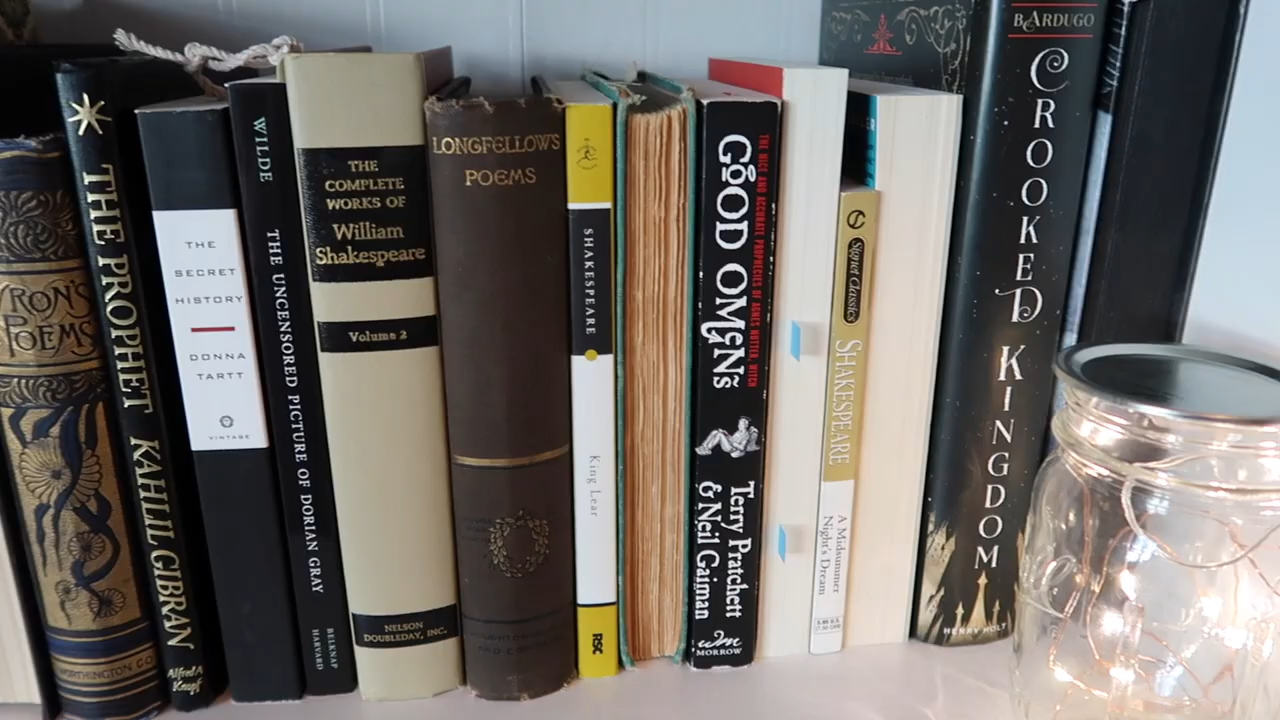 RON'S
POEMS
WORTHINGTON CO
THE PROPHET KAHLIL GIBRAN
Alfred A
Knopf
THE
SECRET
HISTORY
DONNA
TARTT
VINTAGE
WILDE THE UNCENSORED PICTURE OF DORIAN GRAY
BELKNAP
HARVARD
THE
COMPLETE
WORKS OF
William
Shakespeare
Volume 2
NELSON
DOUBLEDAY, INC.
LONGFELLOW'S
POEMS
SHAKESPEARE
King Lear
RSC
THE NICE AND ACCURATE PROPHECIES OF AGNES NUTTER, WITCH
GOOD OMENS
Terry Pratchett
& Neil Gaiman
wm
MORROW
Signet Classics
SHAKESPEARE
A Midsummer
Night's Dream
BARDUGO
CROOKED KINGDOM
HENRY HOLT